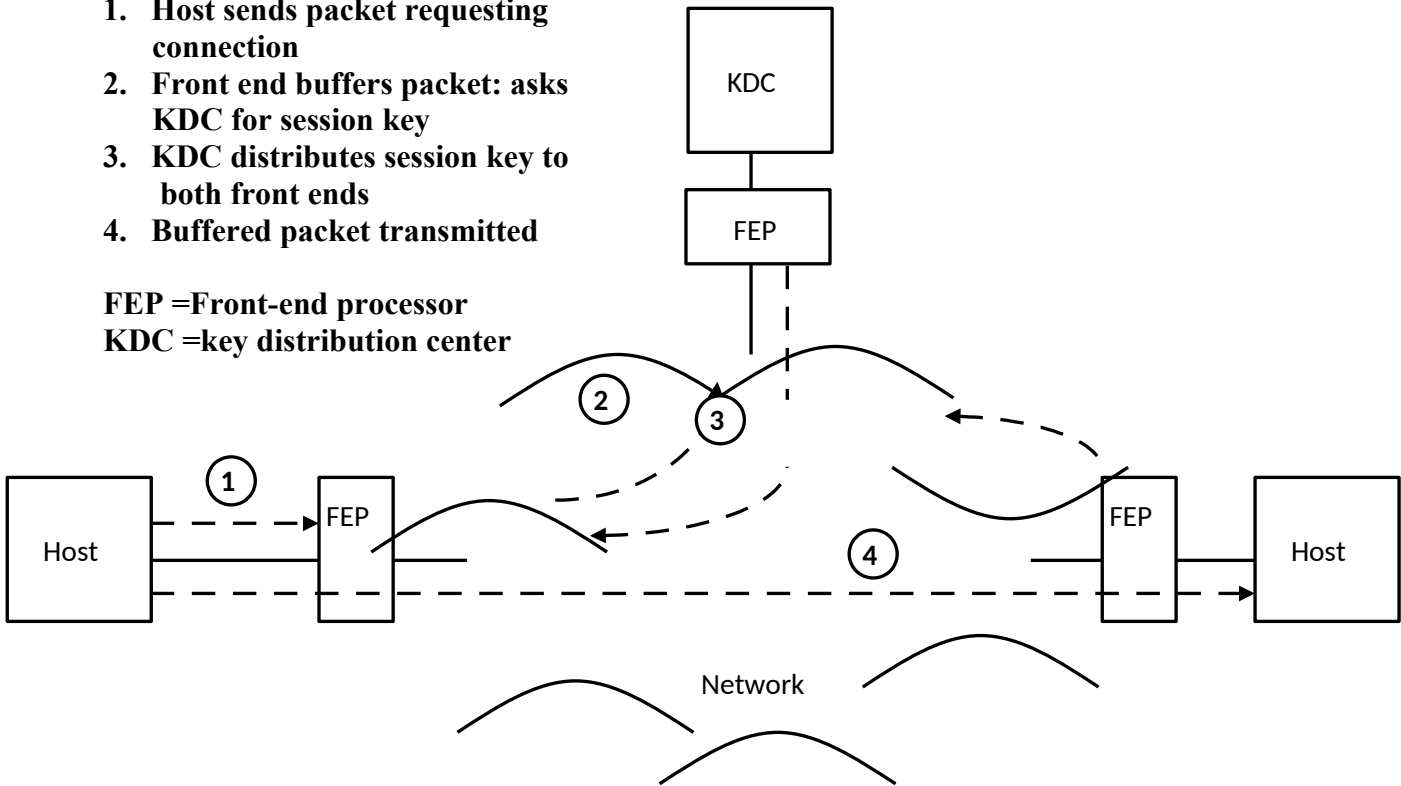 1. Host sends packet requesting
connection
2. Front end buffers packet: asks
KDC for session key
3. KDC distributes session key to
both front ends
4. Buffered packet transmitted
FEP =Front-end processor
KDC =key distribution center
KDC
FEP
2
3
1
FEP
FEP
Host
4
Host
Network